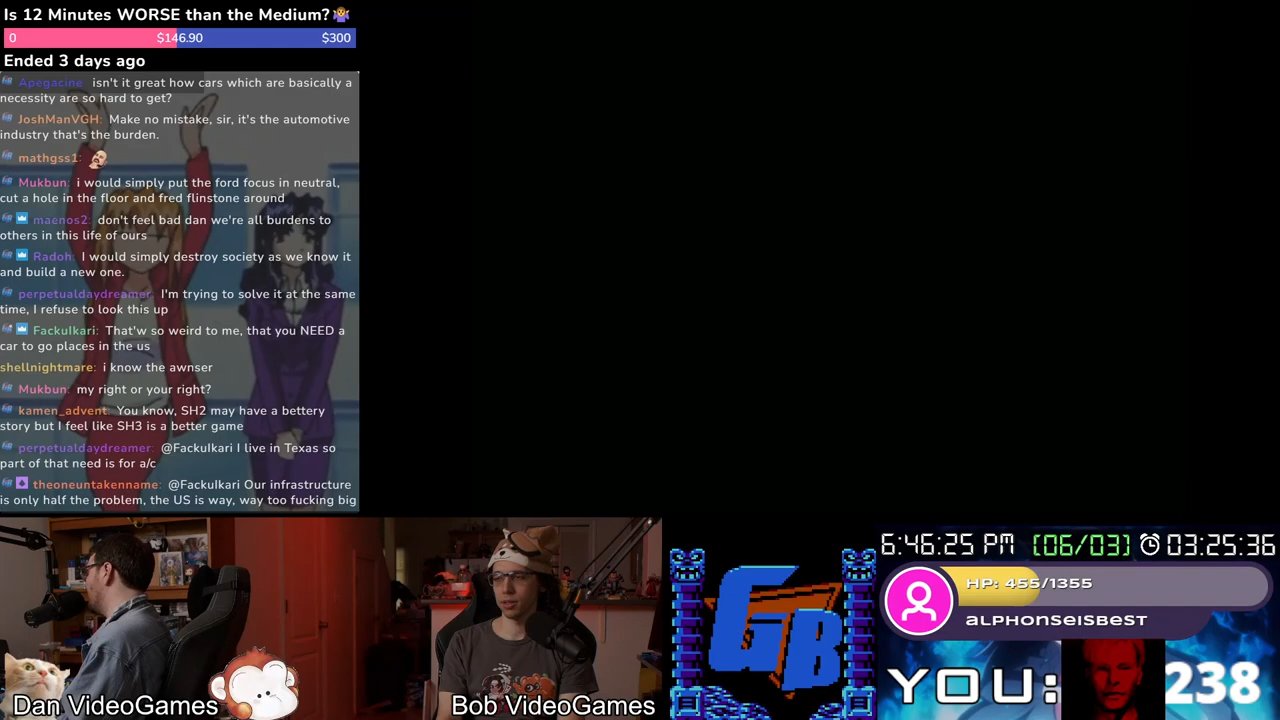 Is 12 Minutes WORSE than the Medium?🤷
0 $146.90 $300
Ended 3 days ago
Apegacine isn't it great how cars which are basically a
necessity are so hard to get?
JoshManVGH: Make no mistake, sir, it's the automotive
industry that's the burden.
mathgss1:
Mukbun: i would simply put the ford focus in neutral,
cut a hole in the floor and fred flinstone around
maenos2: don't feel bad dan we're all burdens to
others in this life of ours
Radoh: I would simply destroy society as we know it
and build a new one.
perpetualdaydreamer: I'm trying to solve it at the same
time, I refuse to look this up
FackuIkari: That'w so weird to me, that you NEED a
car to go places in the us
shellnightmare: i know the awnser
Mukbun: my right or your right?
kamen_advent: You know, SH2 may have a bettery
story but I feel like SH3 is a better game
perpetualdaydreamer: @FackuIkari I live in Texas so
part of that need is for a/c
theoneuntakenname: @FackuIkari Our infrastructure
is only half the problem, the US is way, way too fucking big
Dan VideoGames
Bob VideoGames
GB
6:46:25 PM [06/03] 03:25:36
HP: 455/1355
alphonseisbest
YOU: 238